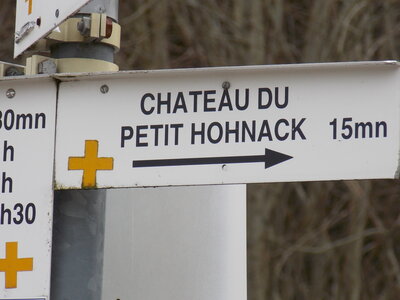 CHATEAU DU
PETIT HOHNACK 15mn
30mn
h
h
h30